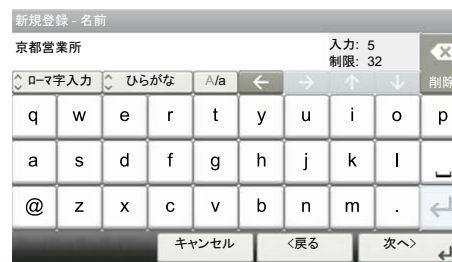 新規登録 - 名前
京都営業所
入力: 5
制限: 32
ローマ字入力 ひらがな A/a ← → ↑ ↓ 削除
q w e r t y u i o p
a s d f g h j k l
@ z x c v b n m .
キャンセル <戻る 次へ>